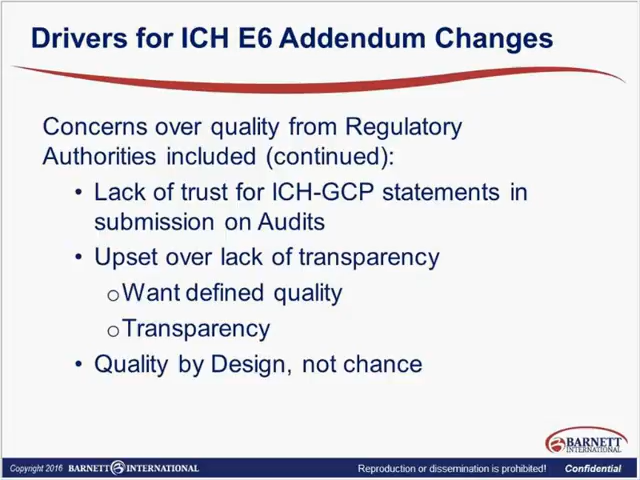 Drivers for ICH E6 Addendum Changes
Concerns over quality from Regulatory
Authorities included (continued):
• Lack of trust for ICH-GCP statements in
submission on Audits
• Upset over lack of transparency
o Want defined quality
o Transparency
• Quality by Design, not chance
BARNETT
INTERNATIONAL
Copyright 2016 BARNETT INTERNATIONAL
Reproduction or dissemination is prohibited! Confidential